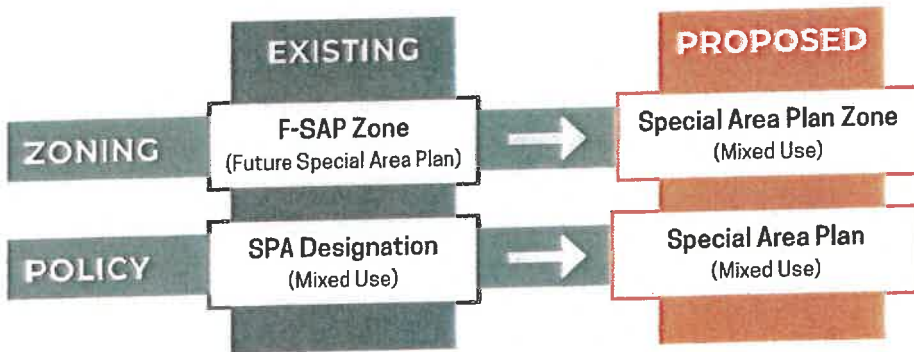 EXISTING
PROPOSED
ZONING
F-SAP Zone
(Future Special Area Plan)
Special Area Plan Zone
(Mixed Use)
POLICY
SPA Designation
(Mixed Use)
Special Area Plan
(Mixed Use)